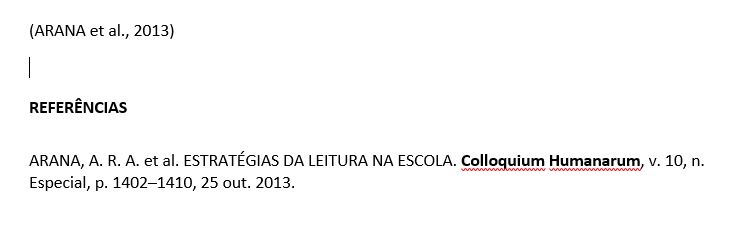 (ARANA et al., 2013)
REFERÊNCIAS
ARANA, A. R. A. et al. ESTRATÉGIAS DA LEITURA NA ESCOLA. Colloquium Humanarum, v. 10, n.
Especial, p. 1402–1410, 25 out. 2013.